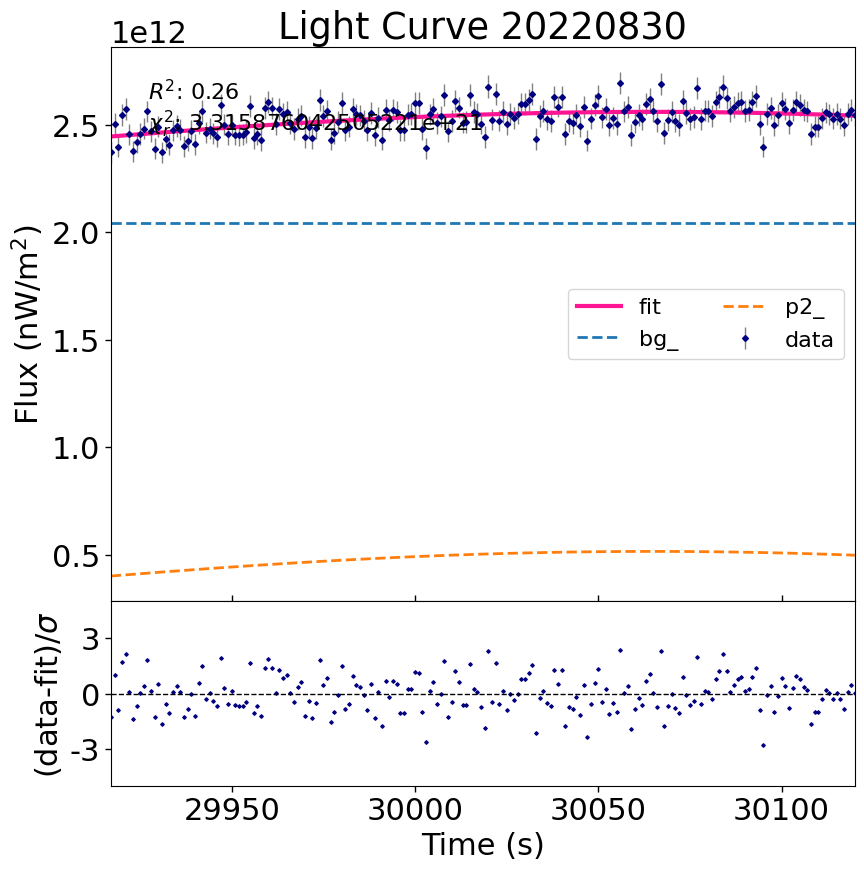 Light Curve 20220830
1e12
R²: 0.26
χ²:
2.5
2.0
1.5
1.0
0.5
Flux (nW/m²)
fit
bg_
p2_
data
3
0
-3
(data-fit)/σ
29950 30000 30050 30100
Time (s)